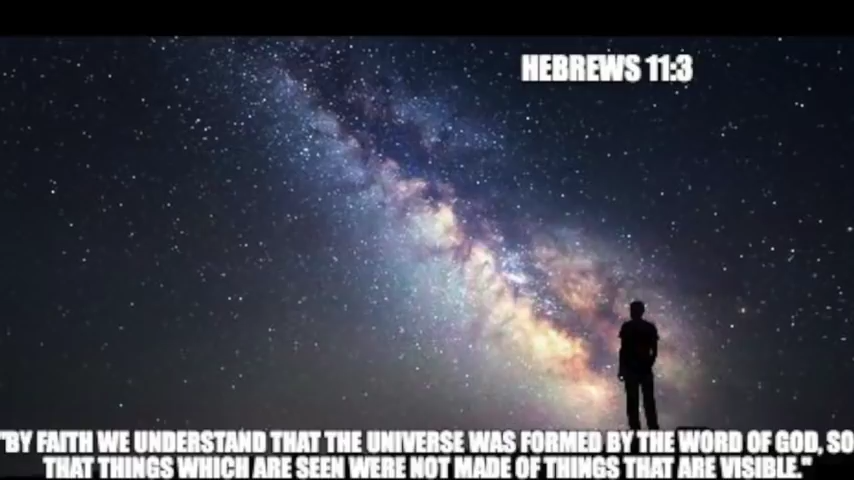 HEBREWS 11:3
"BY FAITH WE UNDERSTAND THAT THE UNIVERSE WAS FORMED BY THE WORD OF GOD, SO
THAT THINGS WHICH ARE SEEN WERE NOT MADE OF THINGS THAT ARE VISIBLE."